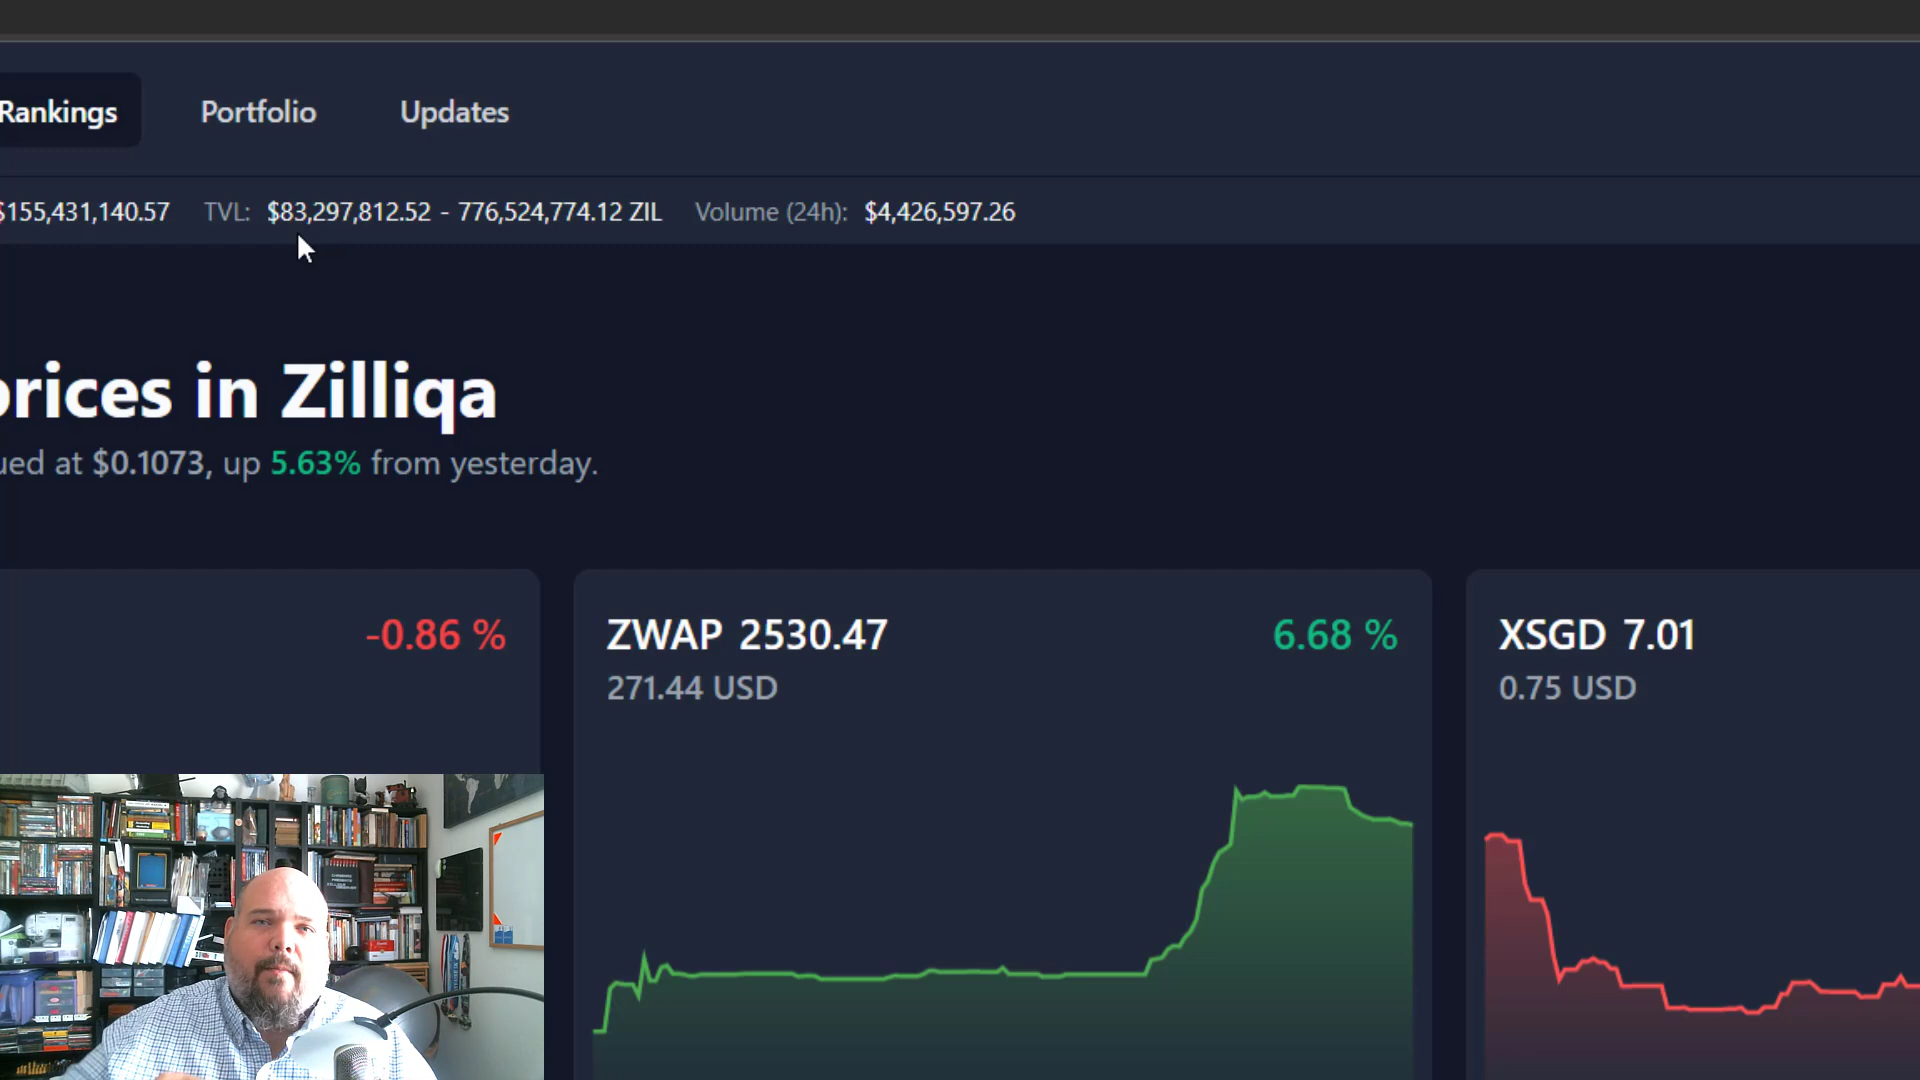 Rankings Portfolio Updates
$155,431,140.57 TVL: $83,297,812.52 - 776,524,774.12 ZIL Volume (24h): $4,426,597.26
prices in Zilliqa
ued at $0.1073, up 5.63% from yesterday.
-0.86 % ZWAP 2530.47 6.68 % XSGD 7.01
271.44 USD 0.75 USD